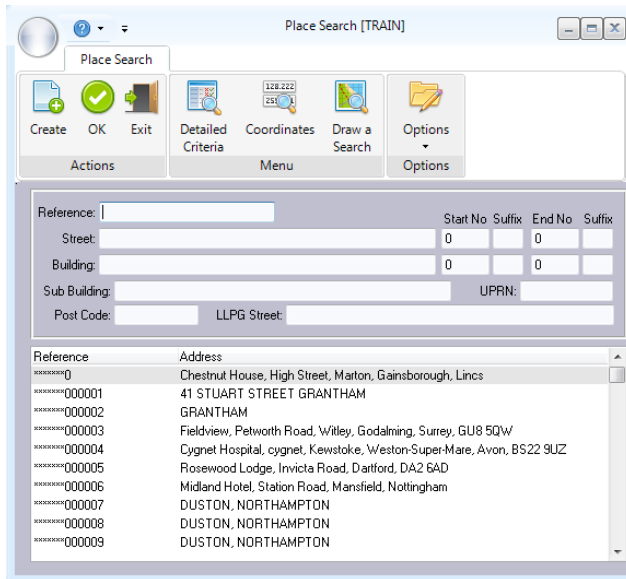 Place Search [TRAIN]
Place Search
Create OK Exit Detailed Criteria Coordinates Draw a Search Options
Actions Menu Options
Reference: Start No Suffix End No Suffix
Street: 0 0
Building: 0 0
Sub Building: UPRN:
Post Code: LLPG Street:
Reference Address
*******0 Chestnut House, High Street, Marton, Gainsborough, Lincs
*******000001 41 STUART STREET GRANTHAM
*******000002 GRANTHAM
*******000003 Fieldview, Petworth Road, Witley, Godalming, Surrey, GU8 5QW
*******000004 Cygnet Hospital, cygnet, Kewstoke, Weston-Super-Mare, Avon, BS22 9UZ
*******000005 Rosewood Lodge, Invicta Road, Dartford, DA2 6AD
*******000006 Midland Hotel, Station Road, Mansfield, Nottingham
*******000007 DUSTON, NORTHAMPTON
*******000008 DUSTON, NORTHAMPTON
*******000009 DUSTON, NORTHAMPTON